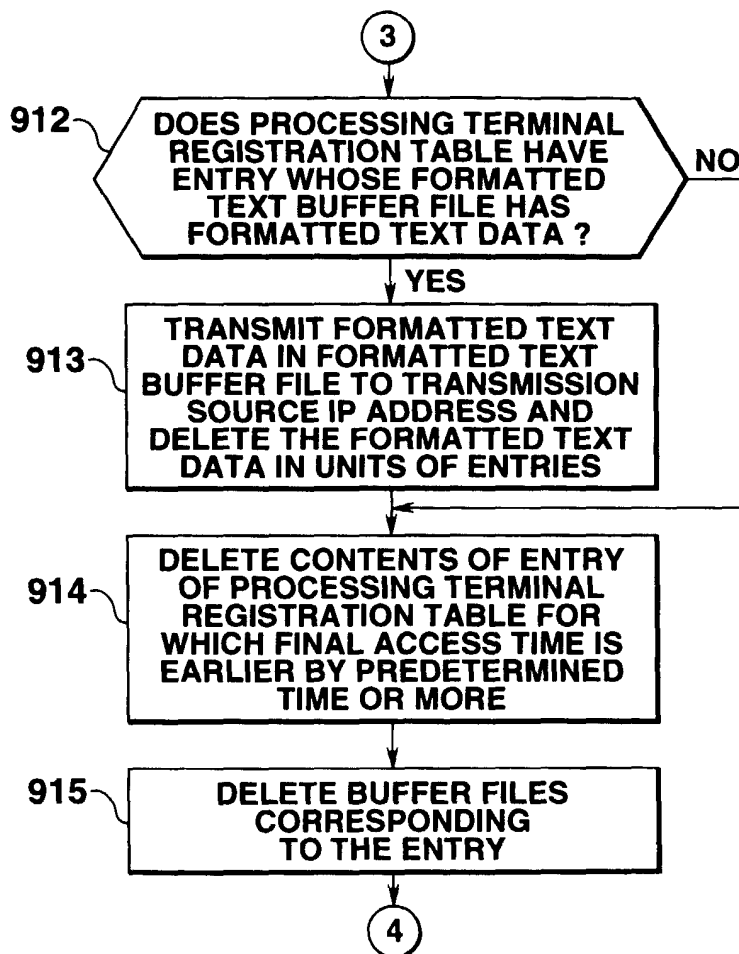 3
912
DOES PROCESSING TERMINAL
REGISTRATION TABLE HAVE
ENTRY WHOSE FORMATTED
TEXT BUFFER FILE HAS
FORMATTED TEXT DATA ?
NO
YES
913
TRANSMIT FORMATTED TEXT
DATA IN FORMATTED TEXT
BUFFER FILE TO TRANSMISSION
SOURCE IP ADDRESS AND
DELETE THE FORMATTED TEXT
DATA IN UNITS OF ENTRIES
914
DELETE CONTENTS OF ENTRY
OF PROCESSING TERMINAL
REGISTRATION TABLE FOR
WHICH FINAL ACCESS TIME IS
EARLIER BY PREDETERMINED
TIME OR MORE
915
DELETE BUFFER FILES
CORRESPONDING
TO THE ENTRY
4